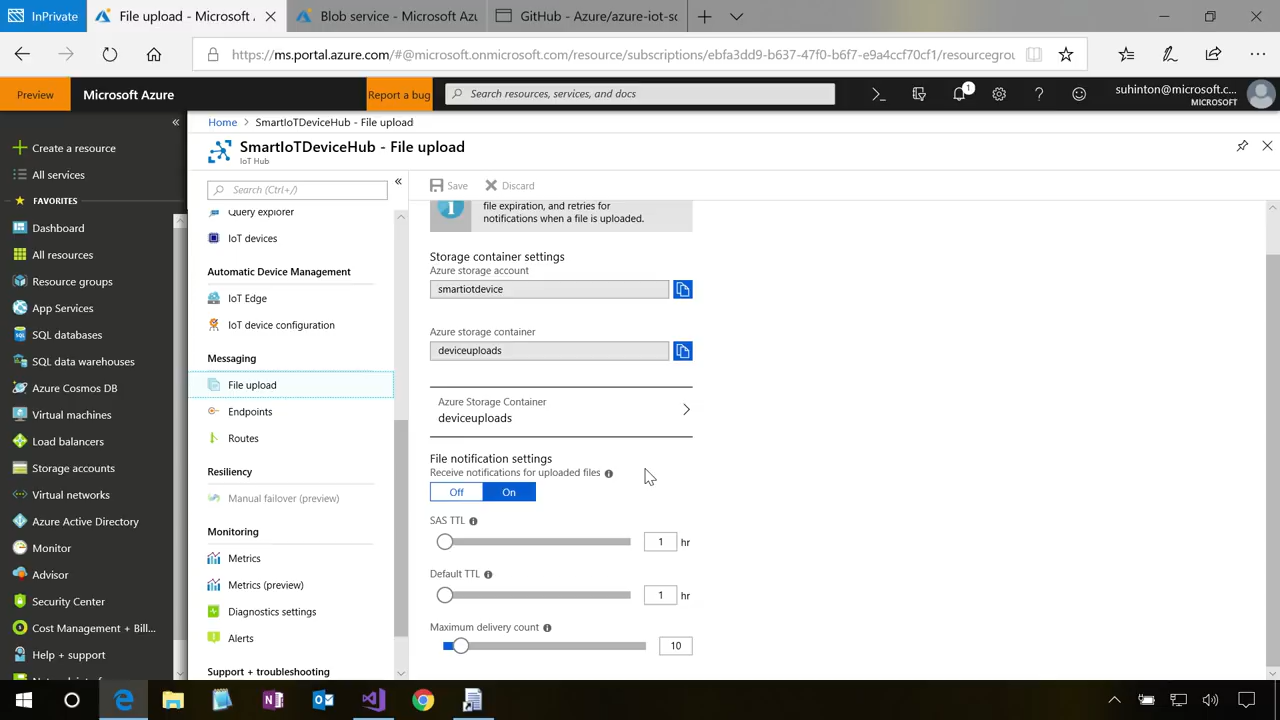 InPrivate
File upload - Microsoft
Blob service - Microsoft Azu
GitHub - Azure/azure-iot-sd
https://ms.portal.azure.com/#@microsoft.onmicrosoft.com/resource/subscriptions/ebfa3dd9-b637-47f0-b6f7-e9a4ccf70cf1/resourcegrou
Preview
Microsoft Azure
Report a bug
Search resources, services, and docs
1
suhinton@microsoft.c...
MICROSOFT
Create a resource
All services
FAVORITES
Dashboard
All resources
Resource groups
App Services
SQL databases
SQL data warehouses
Azure Cosmos DB
Virtual machines
Load balancers
Storage accounts
Virtual networks
Azure Active Directory
Monitor
Advisor
Security Center
Cost Management + Bill...
Help + support
Home > SmartIoTDeviceHub - File upload
SmartIoTDeviceHub - File upload
IoT Hub
Search (Ctrl+/)
Query explorer
IoT devices
Automatic Device Management
IoT Edge
IoT device configuration
Messaging
File upload
Endpoints
Routes
Resiliency
Manual failover (preview)
Monitoring
Metrics
Metrics (preview)
Diagnostics settings
Alerts
Support + troubleshooting
Save
Discard
file expiration, and retries for
notifications when a file is uploaded.
Storage container settings
Azure storage account
smartiotdevice
Azure storage container
deviceuploads
Azure Storage Container
deviceuploads
File notification settings
Receive notifications for uploaded files
Off
On
SAS TTL
1 hr
Default TTL
1 hr
Maximum delivery count
10